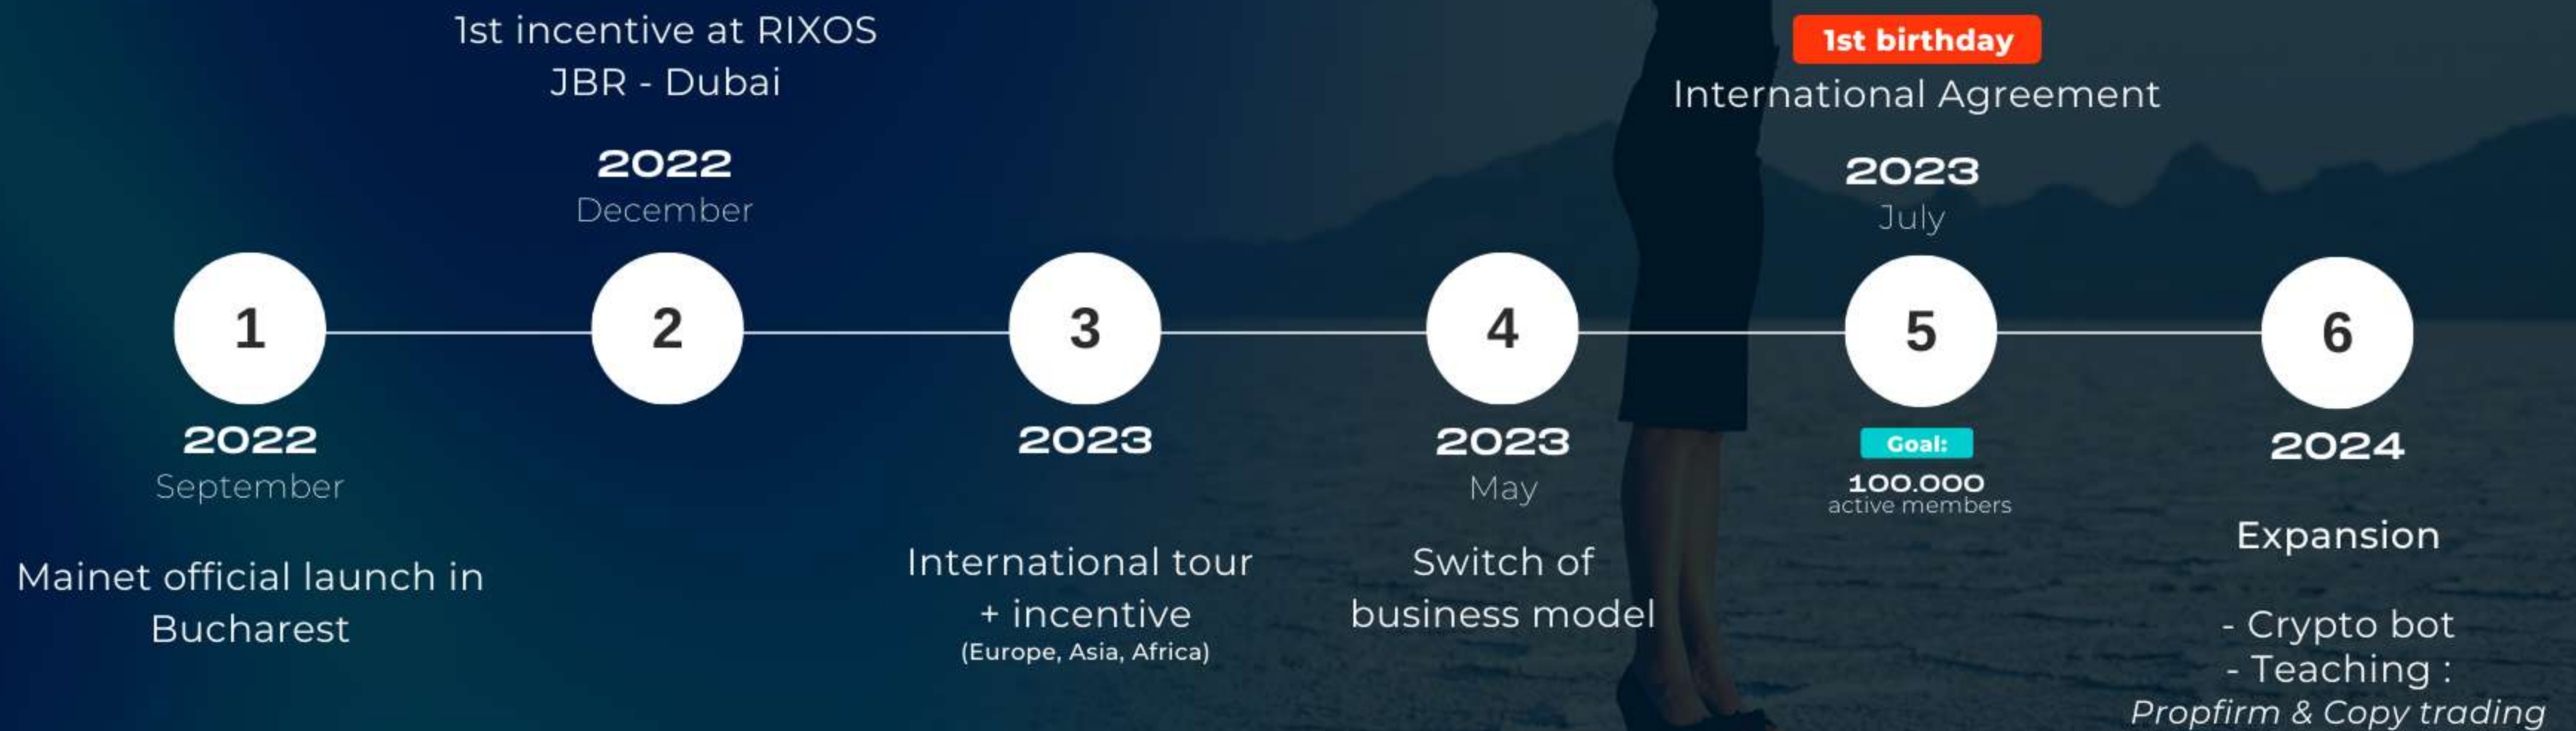 1st incentive at RIXOS
JBR - Dubai
2022
December
1st birthday
International Agreement
2023
July
1
2
3
4
5
6
2022
September
Mainet official launch in
Bucharest
2023
International tour
+ incentive
(Europe, Asia, Africa)
2023
May
Switch of
business model
Goal:
100.000
active members
2024
Expansion
- Crypto bot
- Teaching :
Propfirm & Copy trading